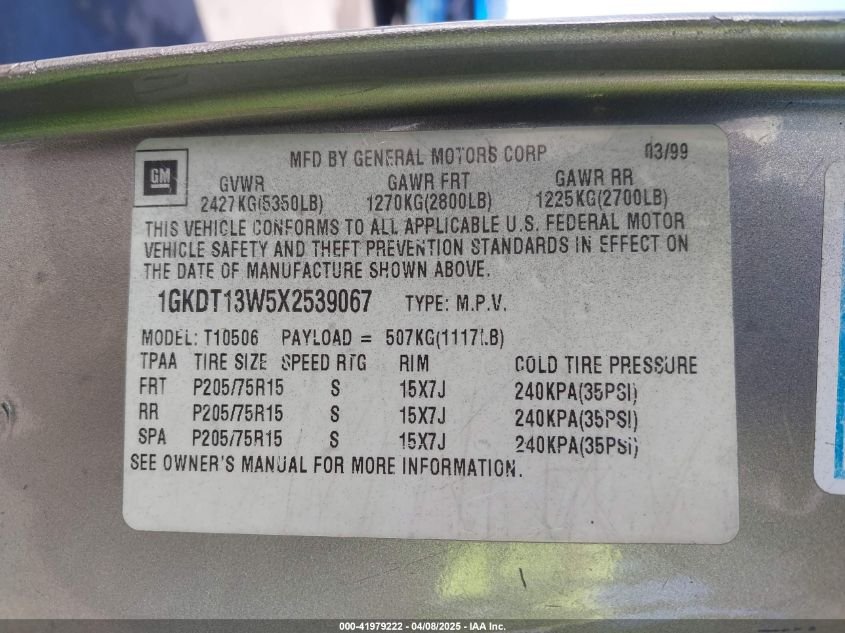 MFD BY GENERAL MOTORS CORP 03/99
GM
GVWR GAWR FRT GAWR RR
2427KG(5350LB) 1270KG(2800LB) 1225KG(2700LB)
THIS VEHICLE CONFORMS TO ALL APPLICABLE U.S. FEDERAL MOTOR
VEHICLE SAFETY AND THEFT PREVENTION STANDARDS IN EFFECT ON
THE DATE OF MANUFACTURE SHOWN ABOVE.
1GKDT13W5X2539067 TYPE: M.P.V.
MODEL: T10506 PAYLOAD = 507KG(1117LB)
TPAA TIRE SIZE SPEED RTG RIM COLD TIRE PRESSURE
FRT P205/75R15 S 15X7J 240KPA(35PSI)
RR P205/75R15 S 15X7J 240KPA(35PSI)
SPA P205/75R15 S 15X7J 240KPA(35PSI)
SEE OWNER'S MANUAL FOR MORE INFORMATION.
000-41979222 - 04/08/2025 - IAA Inc.